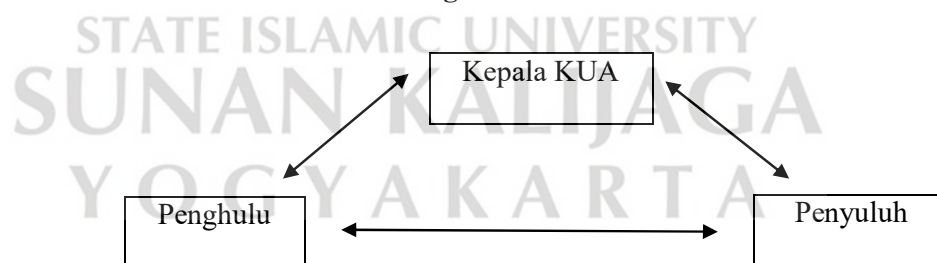 STATE ISLAMIC UNIVERSITY
SUNAN KALIJAGA
YOGYAKARTA
Kepala KUA
Penghulu
Penyuluh